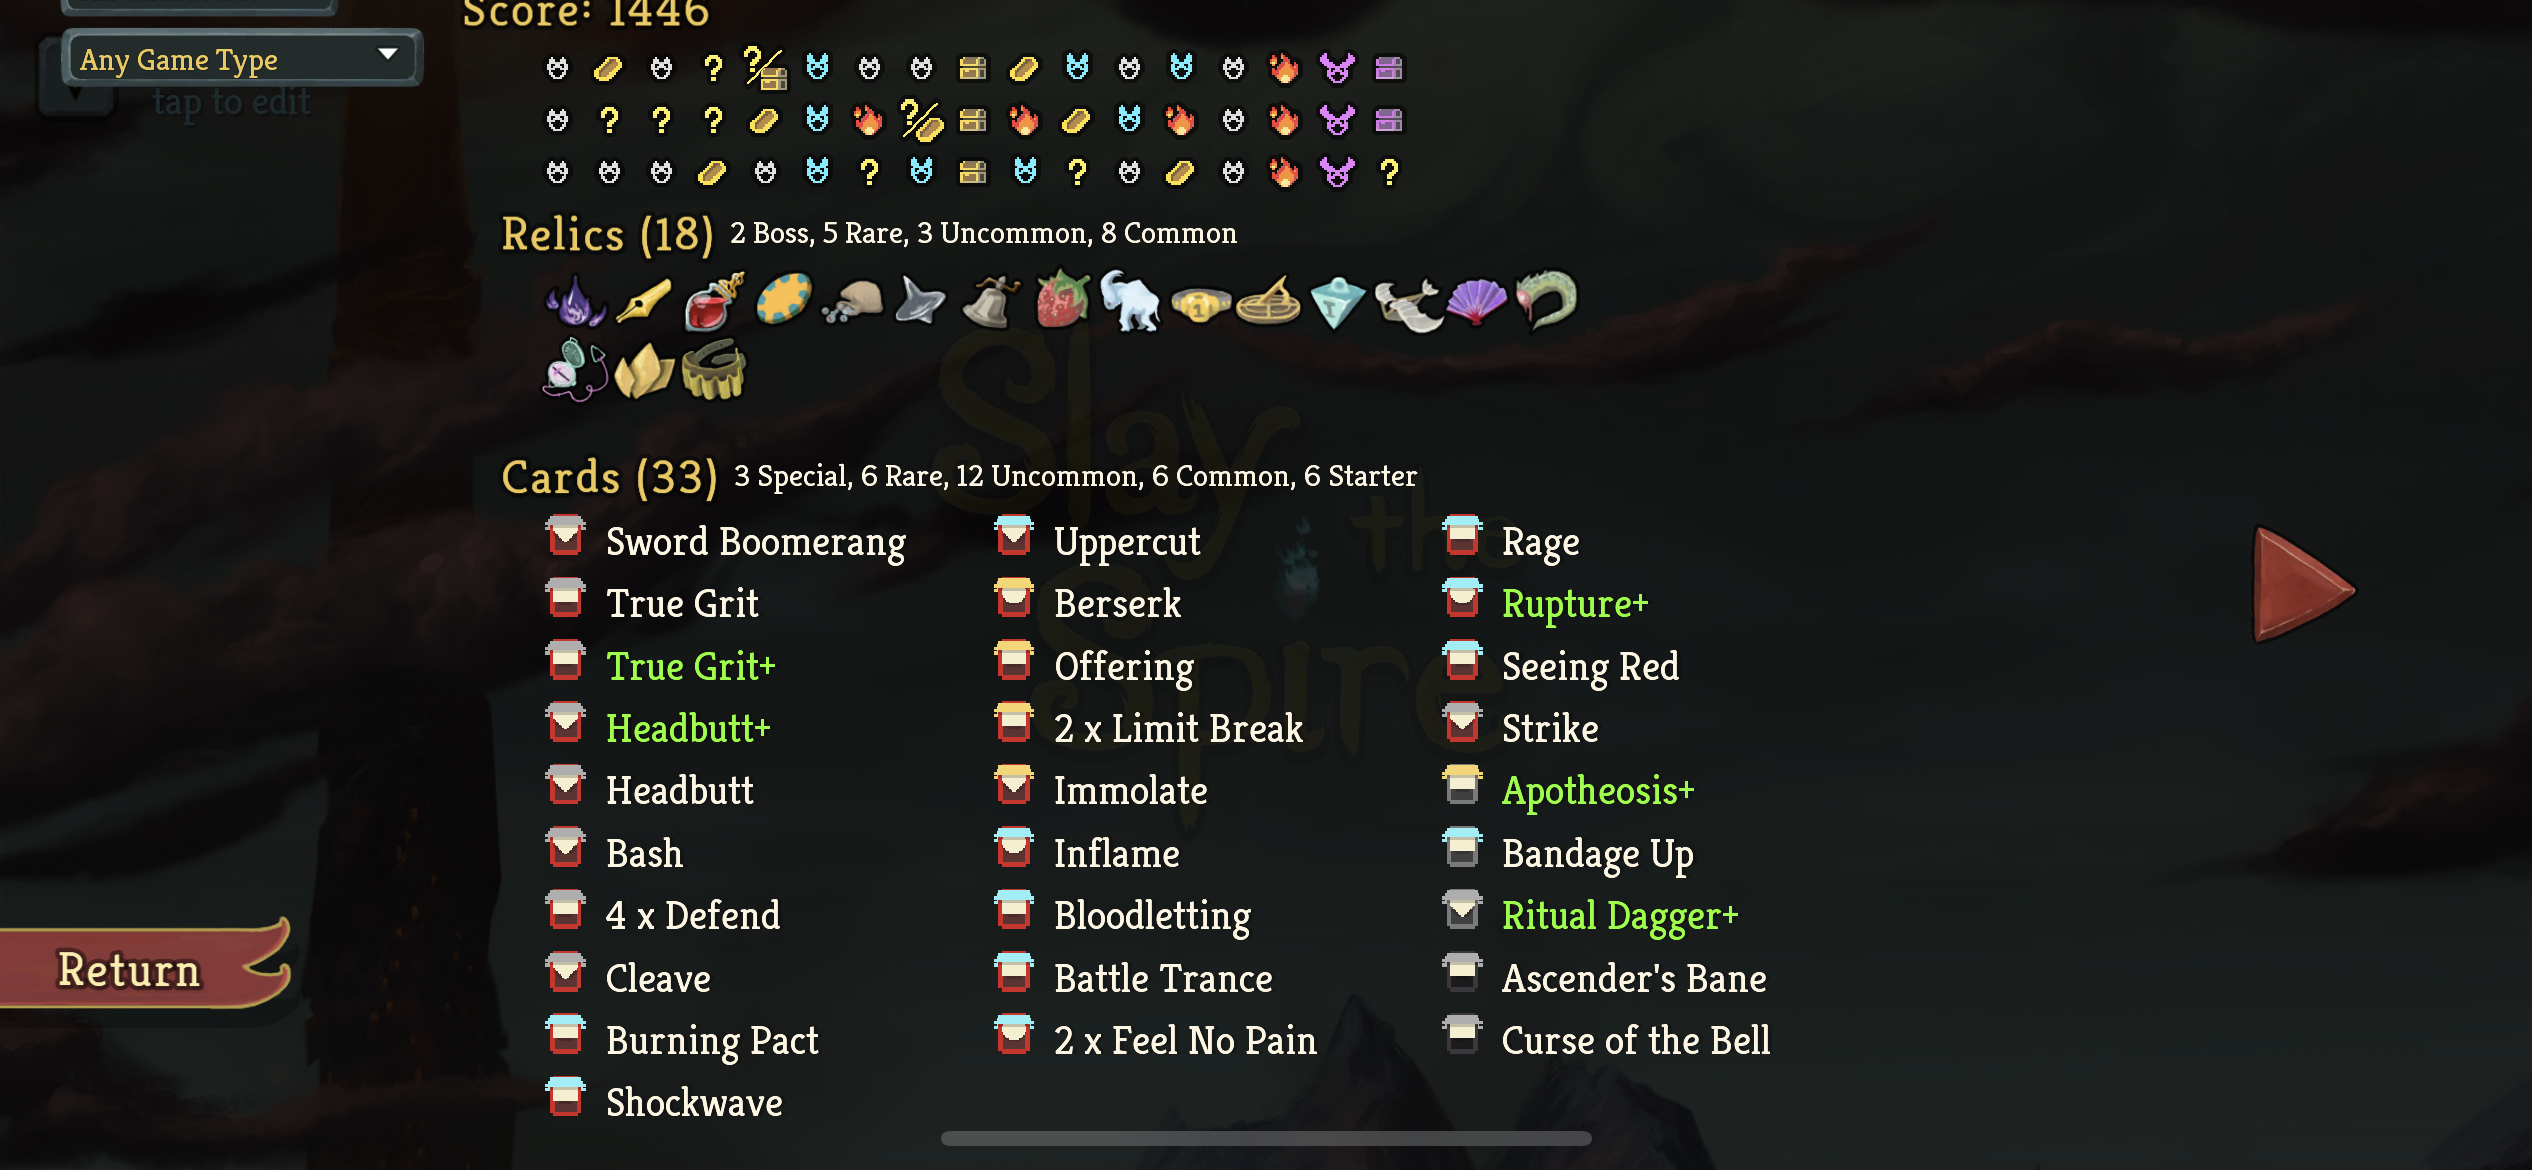 Score: 1446
Any Game Type
tap to edit
Relics (18) 2 Boss, 5 Rare, 3 Uncommon, 8 Common
Cards (33) 3 Special, 6 Rare, 12 Uncommon, 6 Common, 6 Starter
Sword Boomerang
True Grit
True Grit+
Headbutt+
Headbutt
Bash
4 x Defend
Cleave
Burning Pact
Shockwave
Uppercut
Berserk
Offering
2 x Limit Break
Immolate
Inflame
Bloodletting
Battle Trance
2 x Feel No Pain
Rage
Rupture+
Seeing Red
Strike
Apotheosis+
Bandage Up
Ritual Dagger+
Ascender's Bane
Curse of the Bell
Slay
the
Spire
Return